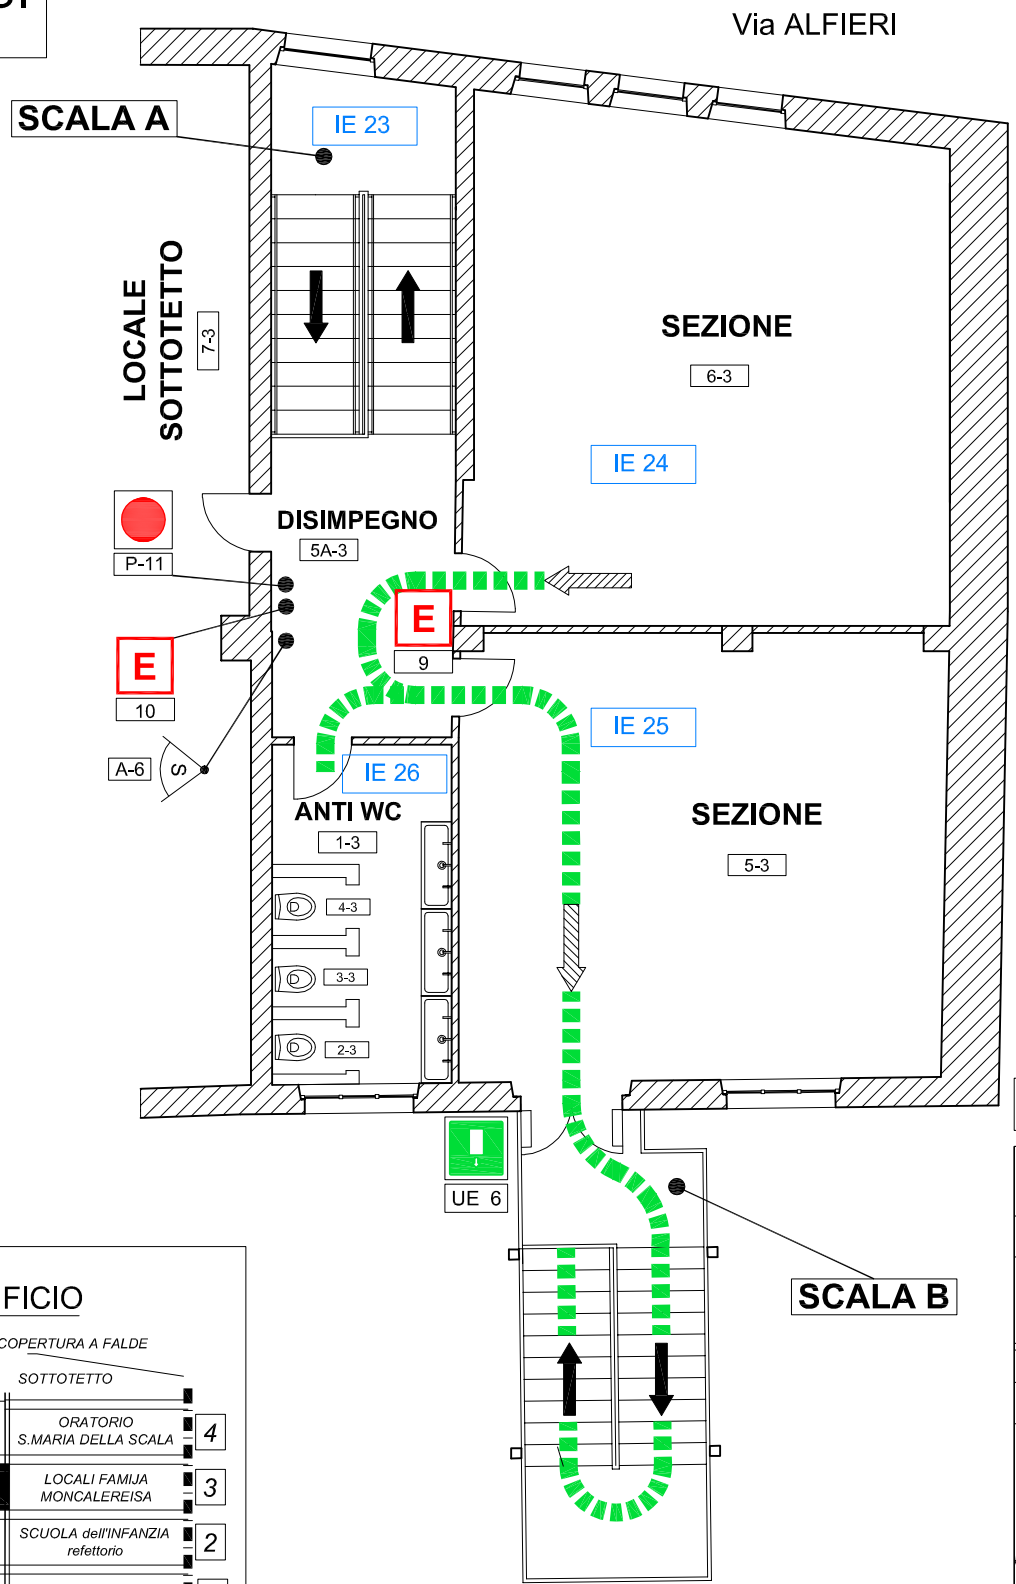 Via ALFIERI
SCALA A
IE 23
LOCALE
SOTTOTETTO
7-3
SEZIONE
6-3
IE 24
DISIMPEGNO
5A-3
P-11
E
9
E
10
A-6
S
IE 25
IE 26
ANTI WC
1-3
SEZIONE
5-3
4-3
3-3
2-3
UE 6
SCALA B
FICIO
COPERTURA A FALDE
SOTTOTETTO
ORATORIO
S.MARIA DELLA SCALA
4
LOCALI FAMIJA
MONCALEREISA
3
SCUOLA dell'INFANZIA
refettorio
2